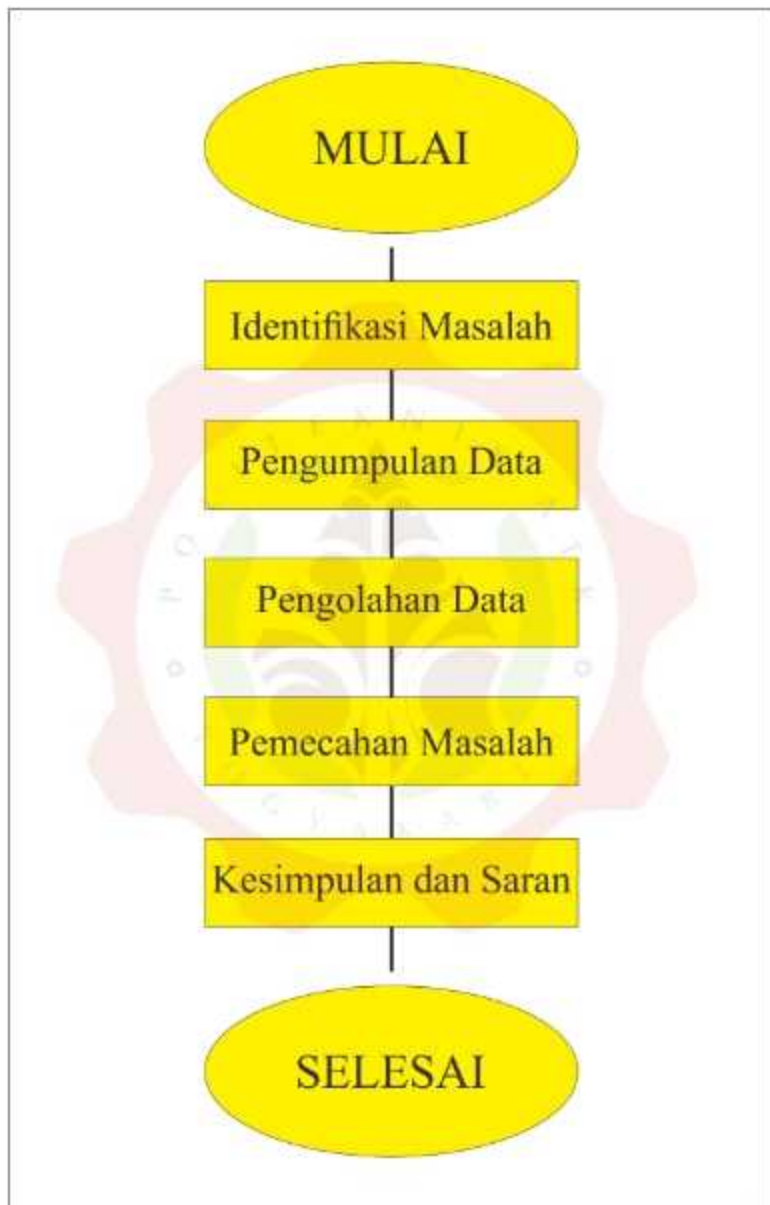 MULAI
Identifikasi Masalah
Pengumpulan Data
Pengolahan Data
Pemecahan Masalah
Kesimpulan dan Saran
SELESAI